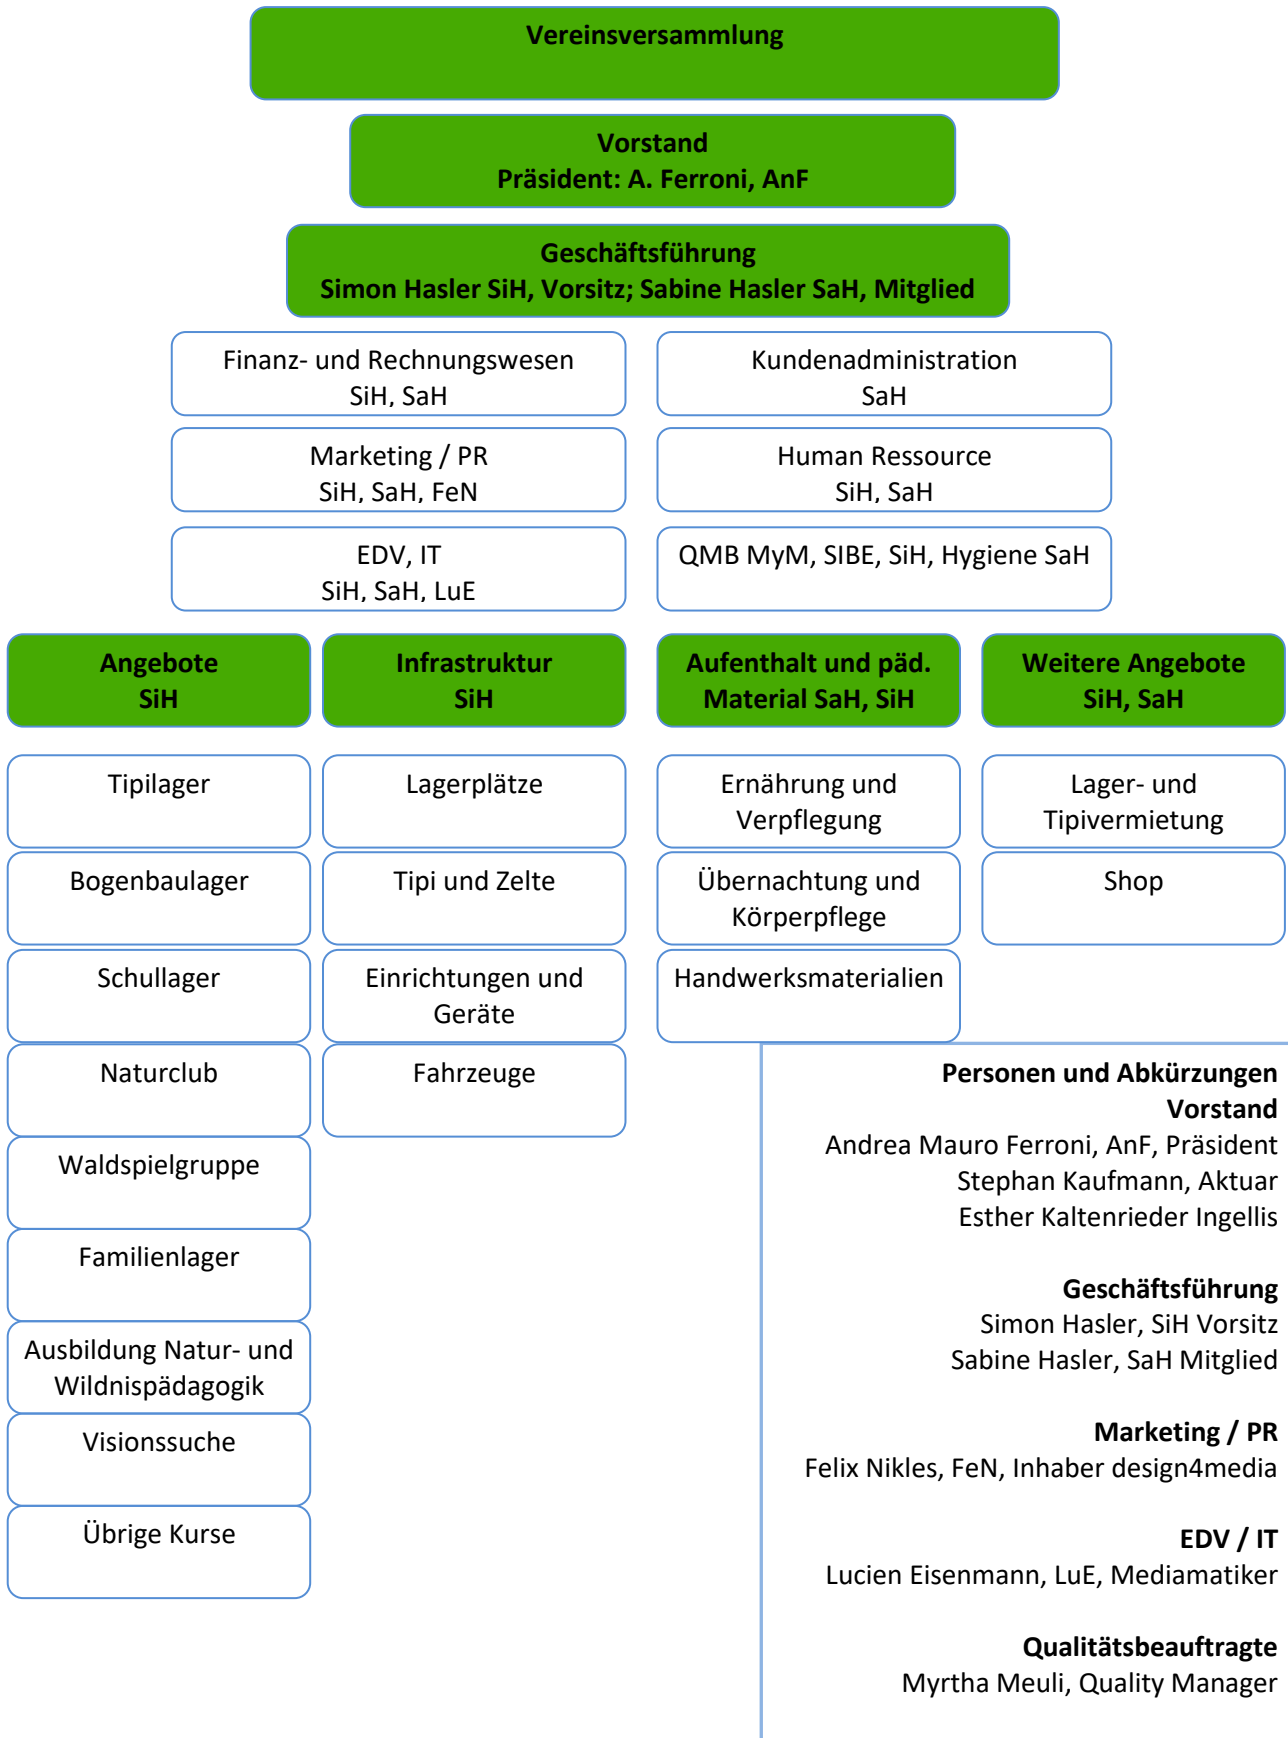 Vereinsversammlung
Vorstand
Präsident: A. Ferroni, AnF
Geschäftsführung
Simon Hasler SiH, Vorsitz; Sabine Hasler SaH, Mitglied
Finanz- und Rechnungswesen
SiH, SaH
Kundenadministration
SaH
Marketing / PR
SiH, SaH, FeN
Human Ressource
SiH, SaH
EDV, IT
SiH, SaH, LuE
QMB MyM, SIBE, SiH, Hygiene SaH
Angebote
SiH
Infrastruktur
SiH
Aufenthalt und päd.
Material SaH, SiH
Weitere Angebote
SiH, SaH
Tipilager
Bogenbaulager
Schullager
Naturclub
Waldspielgruppe
Familienlager
Ausbildung Natur- und
Wildnispädagogik
Visionssuche
Übrige Kurse
Lagerplätze
Tipi und Zelte
Einrichtungen und
Geräte
Fahrzeuge
Ernährung und
Verpflegung
Übernachtung und
Körperpflege
Handwerksmaterialien
Lager- und
Tipivermietung
Shop
Personen und Abkürzungen
Vorstand
Andrea Mauro Ferroni, AnF, Präsident
Stephan Kaufmann, Aktuar
Esther Kaltenrieder Ingellis
Geschäftsführung
Simon Hasler, SiH Vorsitz
Sabine Hasler, SaH Mitglied
Marketing / PR
Felix Nikles, FeN, Inhaber design4media
EDV / IT
Lucien Eisenmann, LuE, Mediamatiker
Qualitätsbeauftragte
Myrtha Meuli, Quality Manager